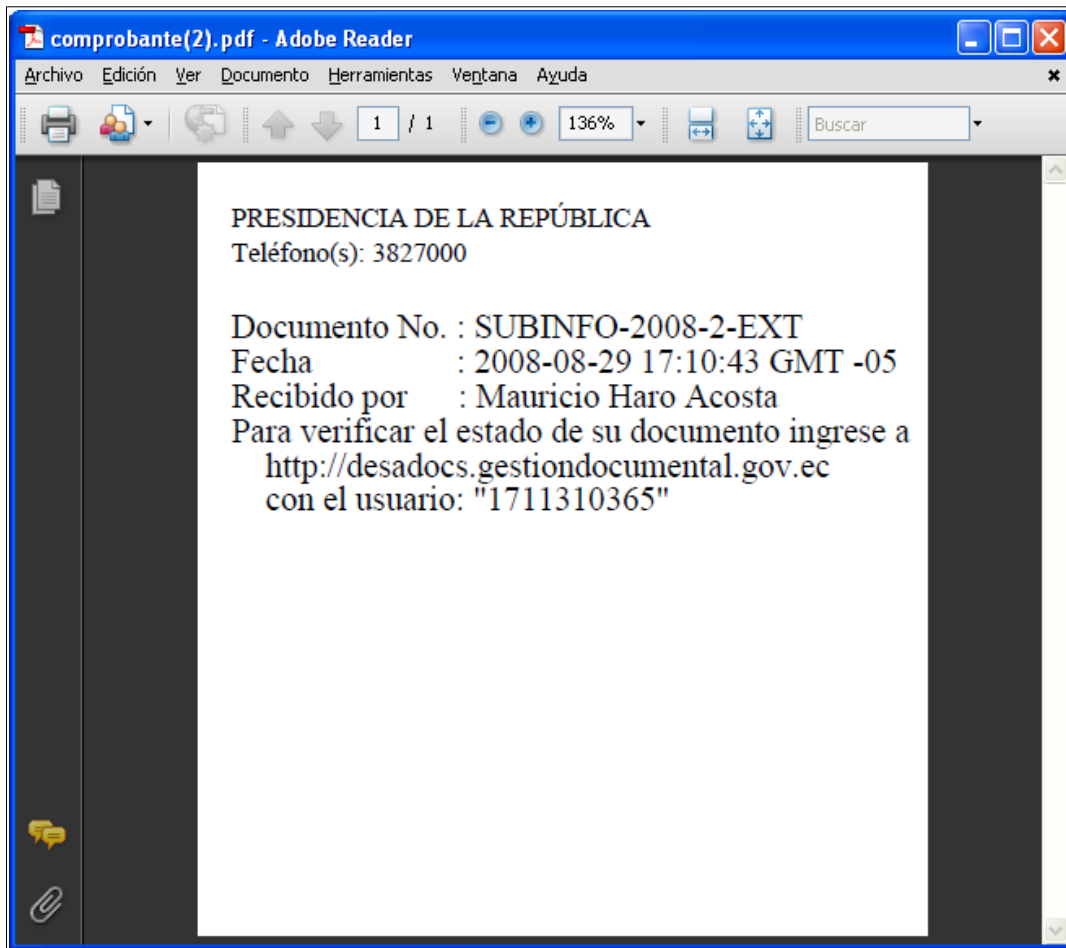 comprobante(2).pdf - Adobe Reader
Archivo Edición Ver Documento Herramientas Ventana Ayuda
1 / 1 136% Buscar
PRESIDENCIA DE LA REPÚBLICA
Teléfono(s): 3827000
Documento No. : SUBINFO-2008-2-EXT
Fecha : 2008-08-29 17:10:43 GMT -05
Recibido por : Mauricio Haro Acosta
Para verificar el estado de su documento ingrese a
http://desadocs.gestiondocumental.gov.ec
con el usuario: "1711310365"